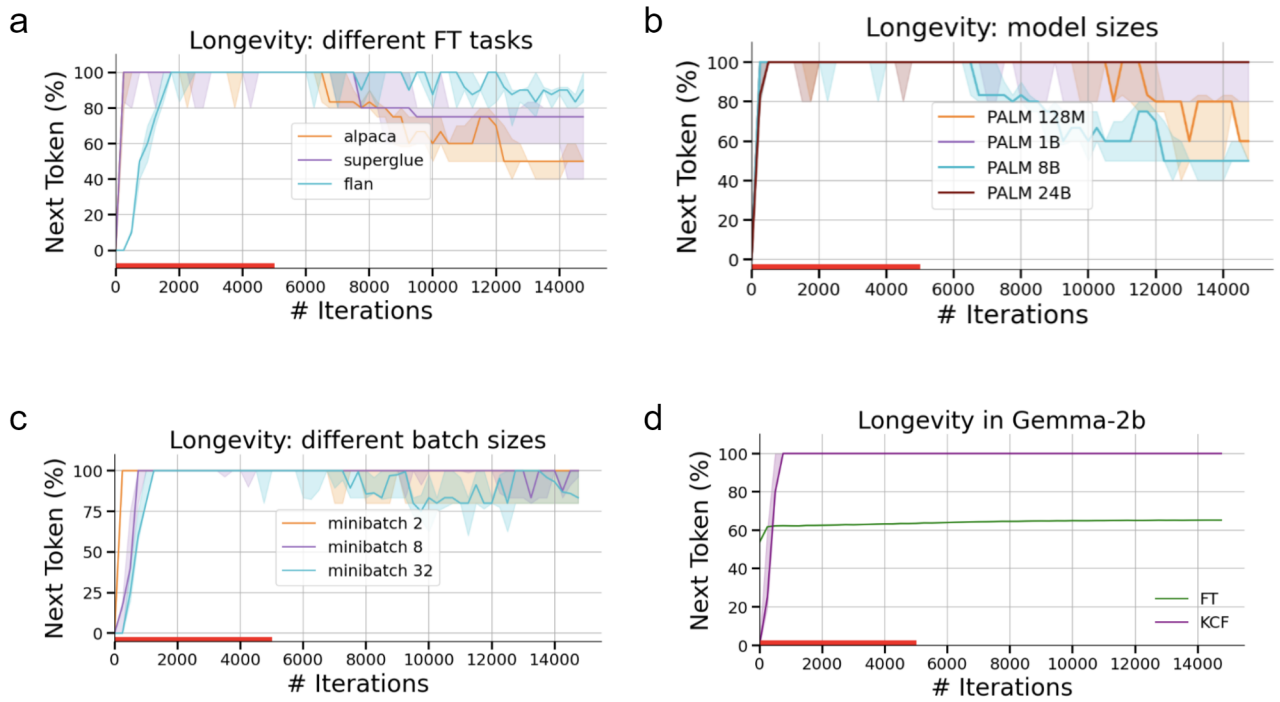 a
Longevity: different FT tasks
Next Token (%)
100
80
60
40
20
0
alpaca
superglue
flan
0 2000 4000 6000 8000 10000 12000 14000
# Iterations
b
Longevity: model sizes
Next Token (%)
100
80
60
40
20
0
PALM 128M
PALM 1B
PALM 8B
PALM 24B
0 2000 4000 6000 8000 10000 12000 14000
# Iterations
c
Longevity: different batch sizes
Next Token (%)
100
75
50
25
0
minibatch 2
minibatch 8
minibatch 32
0 2000 4000 6000 8000 10000 12000 14000
# Iterations
d
Longevity in Gemma-2b
Next Token (%)
100
80
60
40
20
0
FT
KCF
0 2000 4000 6000 8000 10000 12000 14000
# Iterations